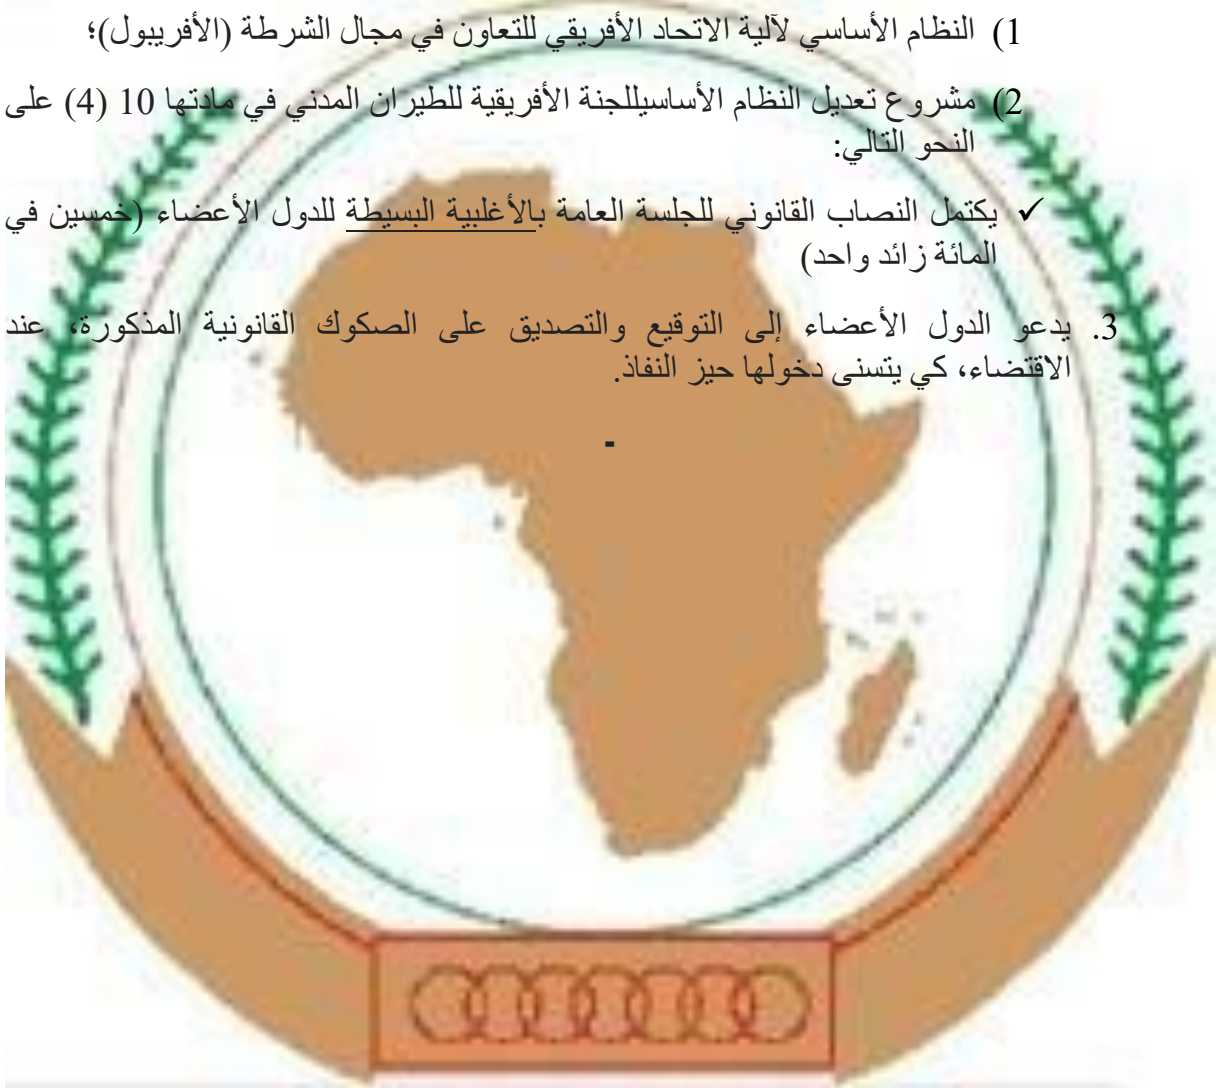 1) النظام الأساسي لآلية الاتحاد الأفريقي للتعاون في مجال الشرطة (الأفريبول)؛
2) مشروع تعديل النظام الأساسيللجنة الأفريقية للطيران المدني في مادتها 10 (4) على
النحو التالي:
✓ يكتمل النصاب القانوني للجلسة العامة بالأغلبية البسيطة للدول الأعضاء (خمسين في
المائة زائد واحد)
3. يدعو الدول الأعضاء إلى التوقيع والتصديق على الصكوك القانونية المذكورة، عند
الاقتضاء، كي يتسنى دخولها حيز النفاذ.
-